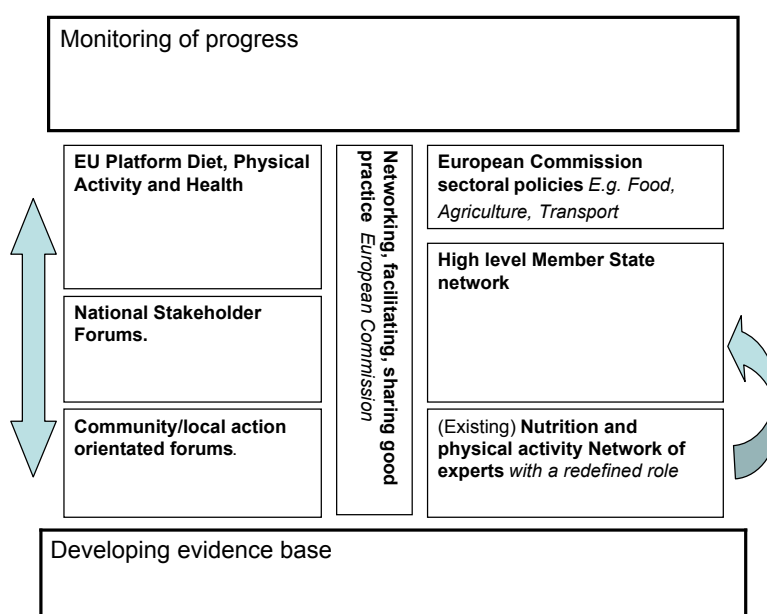 Monitoring of progress
EU Platform Diet, Physical
Activity and Health
National Stakeholder
Forums.
Community/local action
orientated forums.
Networking, facilitating, sharing good
practice European Commission
European Commission
sectoral policies E.g. Food,
Agriculture, Transport
High level Member State
network
(Existing) Nutrition and
physical activity Network of
experts with a redefined role
Developing evidence base